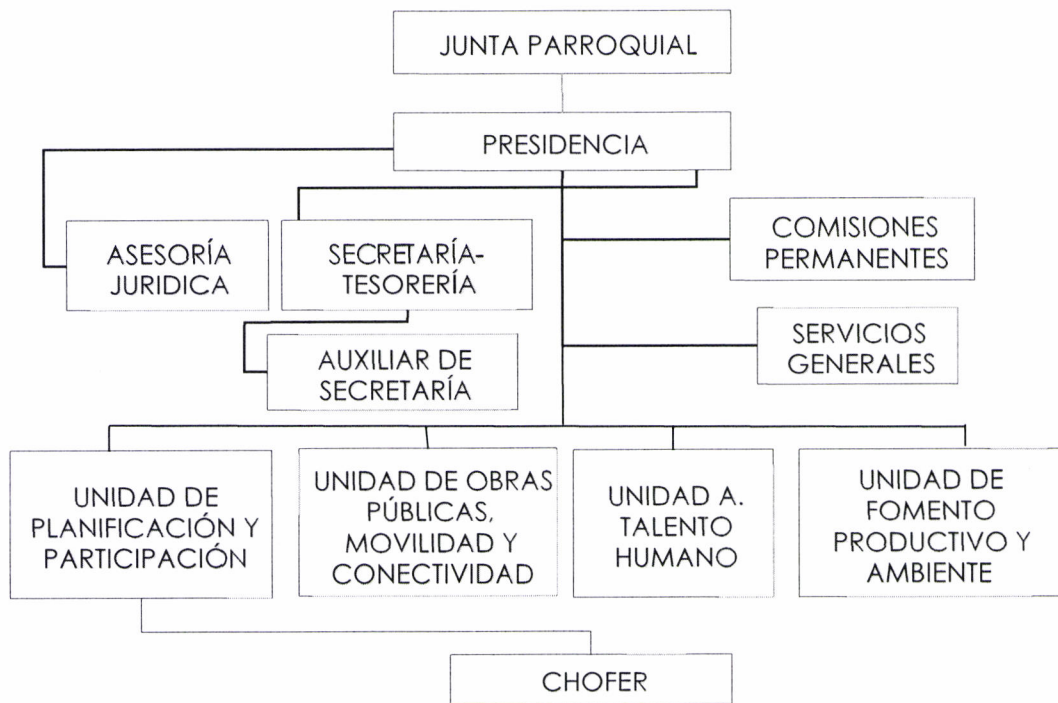 JUNTA PARROQUIAL
PRESIDENCIA
ASESORÍA
JURIDICA
SECRETARÍA-
TESORERÍA
COMISIONES
PERMANENTES
AUXILIAR DE
SECRETARÍA
SERVICIOS
GENERALES
UNIDAD DE
PLANIFICACIÓN Y
PARTICIPACIÓN
UNIDAD DE OBRAS
PÚBLICAS,
MOVILIDAD Y
CONECTIVIDAD
UNIDAD A.
TALENTO
HUMANO
UNIDAD DE
FOMENTO
PRODUCTIVO Y
AMBIENTE
CHOFER